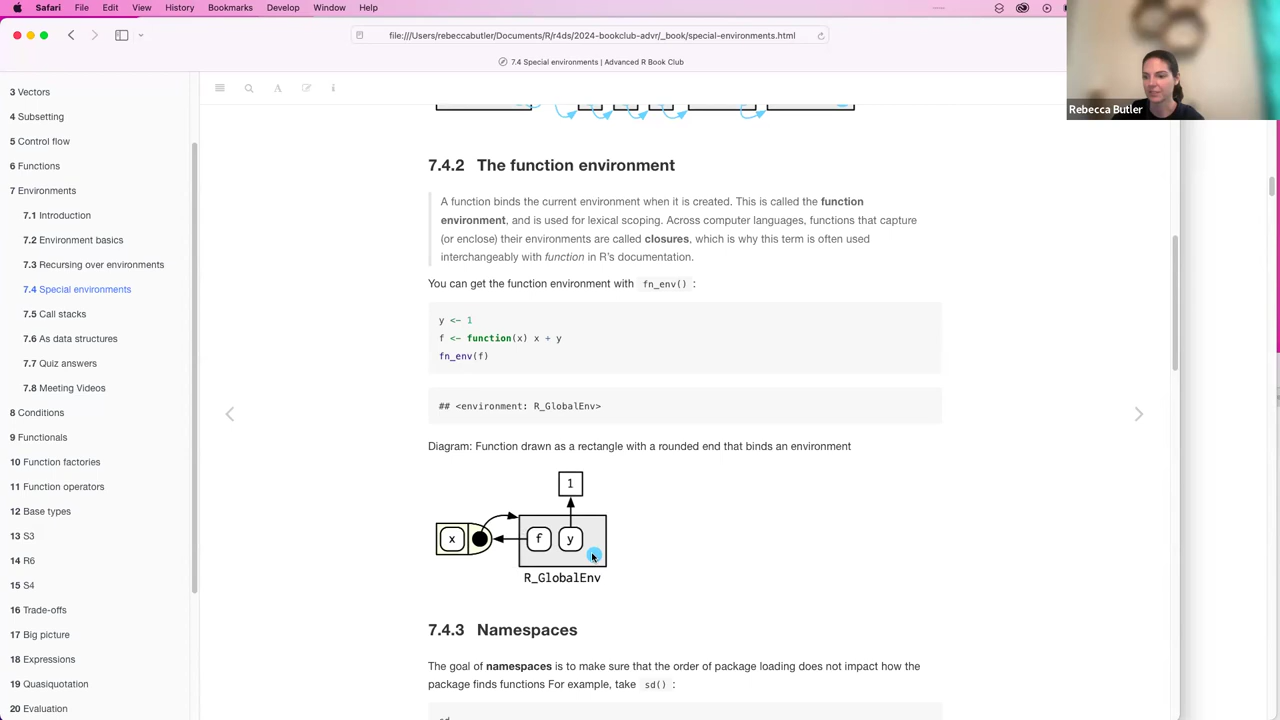 Safari File Edit View History Bookmarks Develop Window Help
file:///Users/rebeccabutler/Documents/R/r4ds/2024-bookclub-advr/_book/special-environments.html
7.4 Special environments | Advanced R Book Club
Rebecca Butler
3 Vectors
4 Subsetting
5 Control flow
6 Functions
7 Environments
7.1 Introduction
7.2 Environment basics
7.3 Recursing over environments
7.4 Special environments
7.5 Call stacks
7.6 As data structures
7.7 Quiz answers
7.8 Meeting Videos
8 Conditions
9 Functionals
10 Function factories
11 Function operators
12 Base types
13 S3
14 R6
15 S4
16 Trade-offs
17 Big picture
18 Expressions
19 Quasiquotation
20 Evaluation
A
i
7.4.2 The function environment
A function binds the current environment when it is created. This is called the function
environment, and is used for lexical scoping. Across computer languages, functions that capture
(or enclose) their environments are called closures, which is why this term is often used
interchangeably with function in R's documentation.
You can get the function environment with fn_env() :
y <- 1
f <- function(x) x + y
fn_env(f)
## <environment: R_GlobalEnv>
Diagram: Function drawn as a rectangle with a rounded end that binds an environment
1
x f y
R_GlobalEnv
7.4.3 Namespaces
The goal of namespaces is to make sure that the order of package loading does not impact how the
package finds functions For example, take sd() :